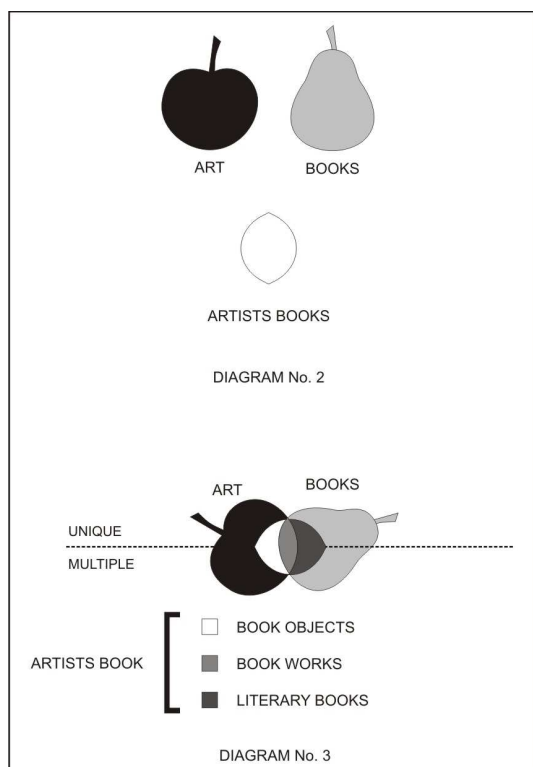 ART BOOKS
ARTISTS BOOKS
DIAGRAM No. 2
ART BOOKS
UNIQUE
MULTIPLE
ARTISTS BOOK
BOOK OBJECTS
BOOK WORKS
LITERARY BOOKS
DIAGRAM No. 3